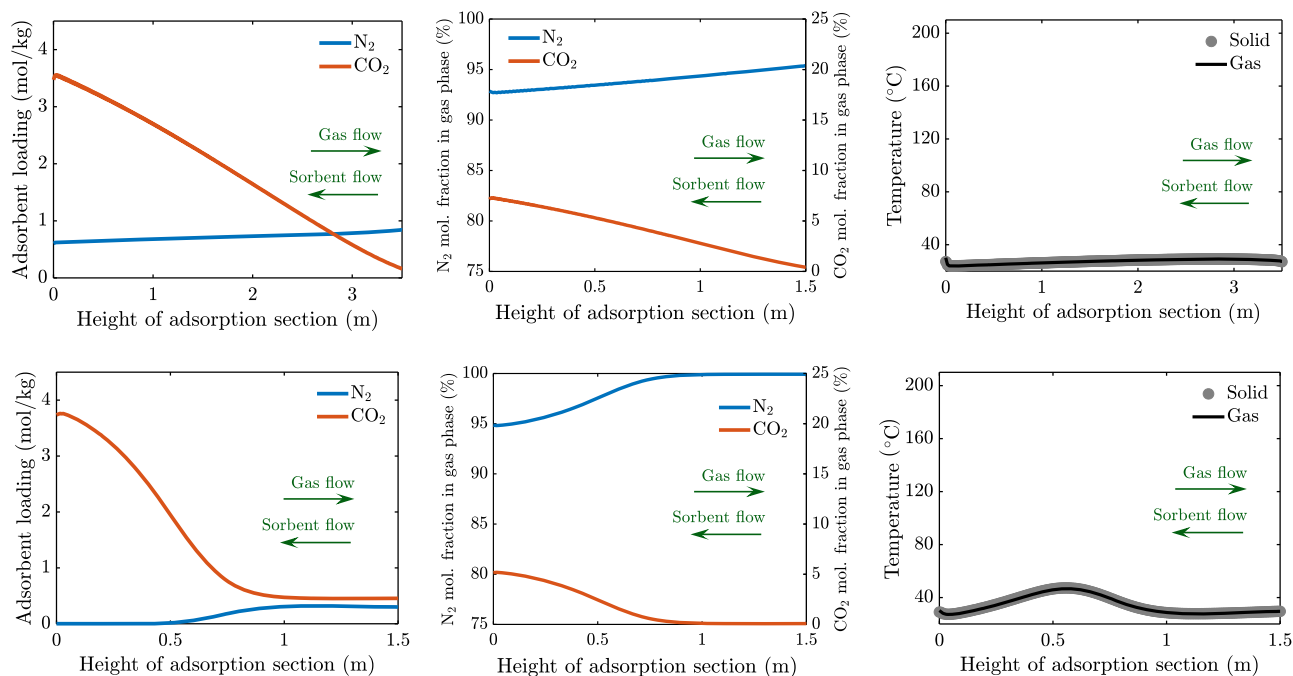 Adsorbent loading (mol/kg)
4
3
2
1
0
N₂
CO₂
Gas flow
Sorbent flow
0 1 2 3
Height of adsorption section (m)
N₂ mol. fraction in gas phase (%)
100
95
90
85
80
75
N₂
CO₂
Gas flow
Sorbent flow
25
20
15
10
5
0
CO₂ mol. fraction in gas phase (%)
0 0.5 1 1.5
Height of adsorption section (m)
Temperature (°C)
200
160
120
80
40
Solid
Gas
Gas flow
Sorbent flow
0 1 2 3
Height of adsorption section (m)
Adsorbent loading (mol/kg)
4
3
2
1
0
N₂
CO₂
Gas flow
Sorbent flow
0 0.5 1 1.5
Height of adsorption section (m)
N₂ mol. fraction in gas phase (%)
100
95
90
85
80
75
N₂
CO₂
Gas flow
Sorbent flow
25
20
15
10
5
0
CO₂ mol. fraction in gas phase (%)
0 0.5 1 1.5
Height of adsorption section (m)
Temperature (°C)
200
160
120
80
40
Solid
Gas
Gas flow
Sorbent flow
0 0.5 1 1.5
Height of adsorption section (m)